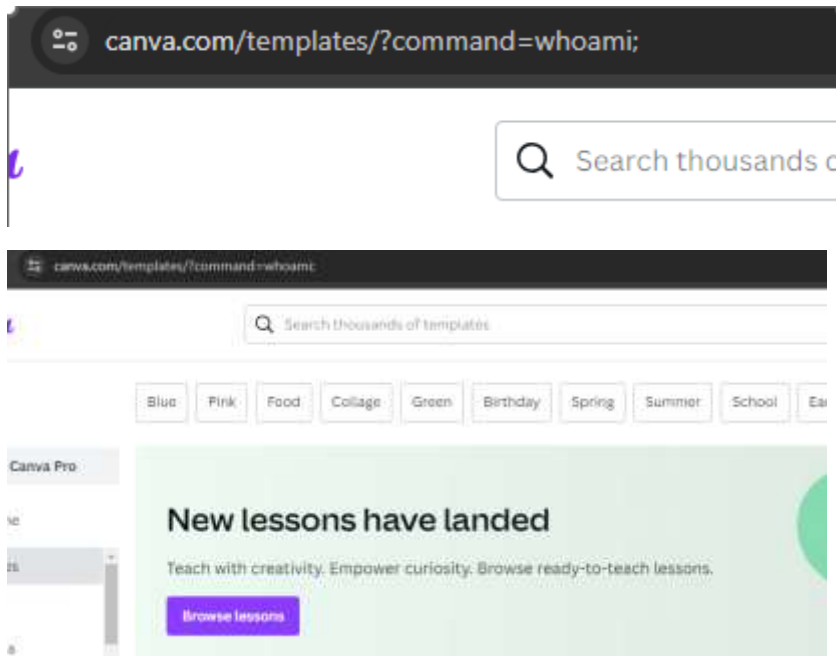 canva.com/templates/?command=whoami;
Search thousands
canva.com/templates/?command=whoami;
Search thousands of templates
Blue Pink Food Collage Green Birthday Spring Summer School
Canva Pro
New lessons have landed
Teach with creativity. Empower curiosity. Browse ready-to-teach lessons.
Browse lessons